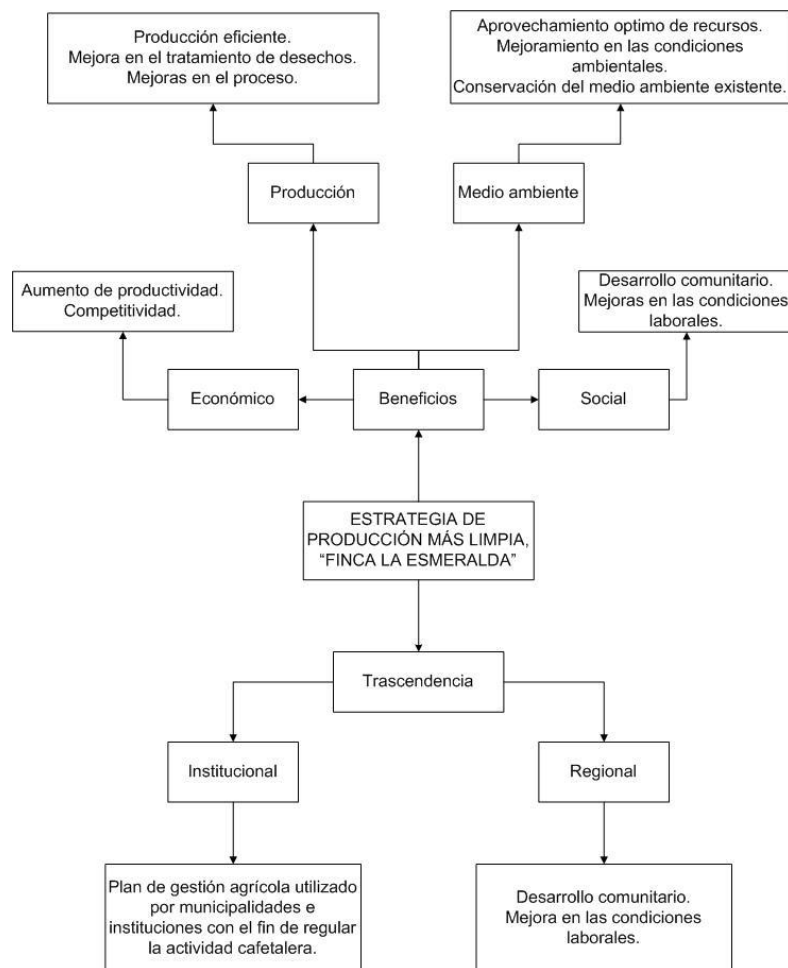 Producción eficiente.
Mejora en el tratamiento de desechos.
Mejoras en el proceso.
Aprovechamiento optimo de recursos.
Mejoramiento en las condiciones
ambientales.
Conservación del medio ambiente existente.
Producción
Medio ambiente
Aumento de productividad.
Competitividad.
Desarrollo comunitario.
Mejoras en las condiciones
laborales.
Económico
Beneficios
Social
ESTRATEGIA DE
PRODUCCIÓN MÁS LIMPIA,
“FINCA LA ESMERALDA”
Trascendencia
Institucional
Regional
Plan de gestión agrícola utilizado
por municipalidades e
instituciones con el fin de regular
la actividad cafetalera.
Desarrollo comunitario.
Mejora en las condiciones
laborales.